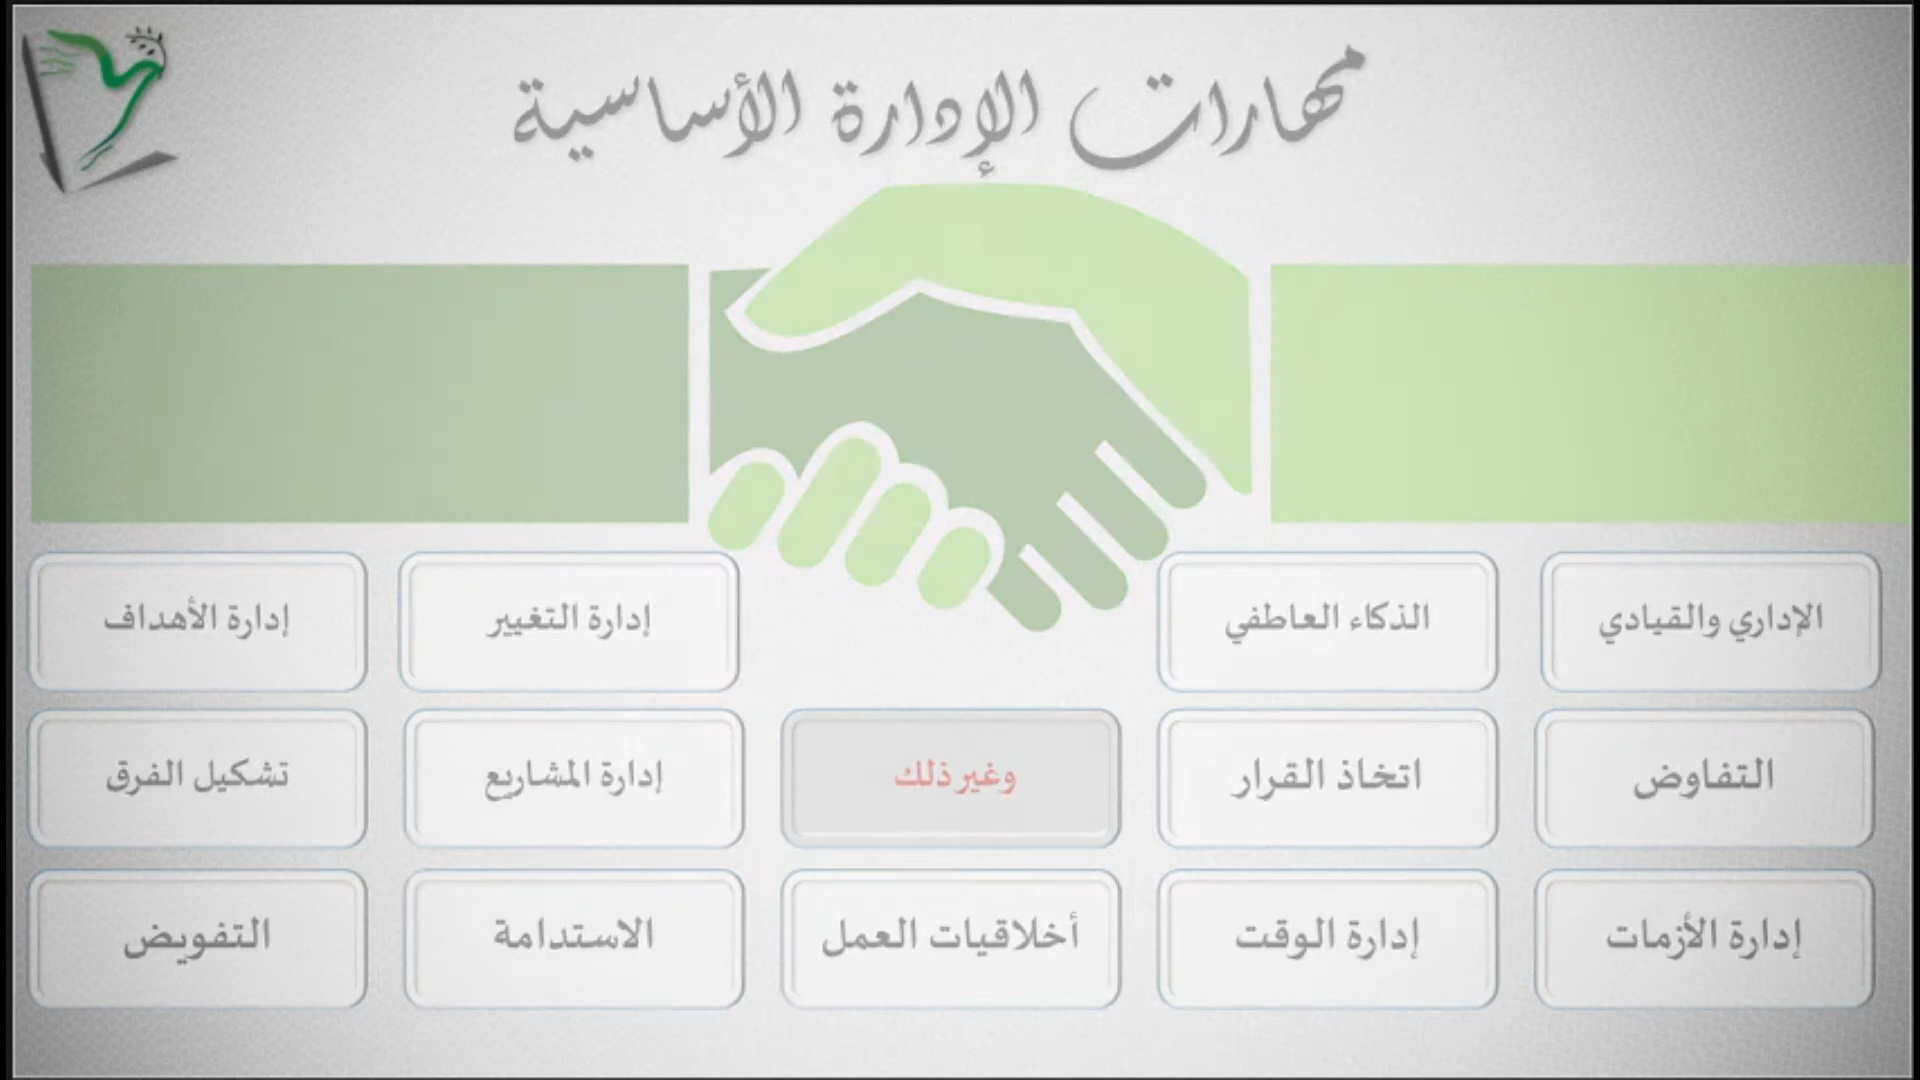 مهارات الإدارة الأساسية
الإداري والقيادي
الذكاء العاطفي
إدارة التغيير
إدارة الأهداف
التفاوض
اتخاذ القرار
وغير ذلك
إدارة المشاريع
تشكيل الفرق
إدارة الأزمات
إدارة الوقت
أخلاقيات العمل
الاستدامة
التفويض